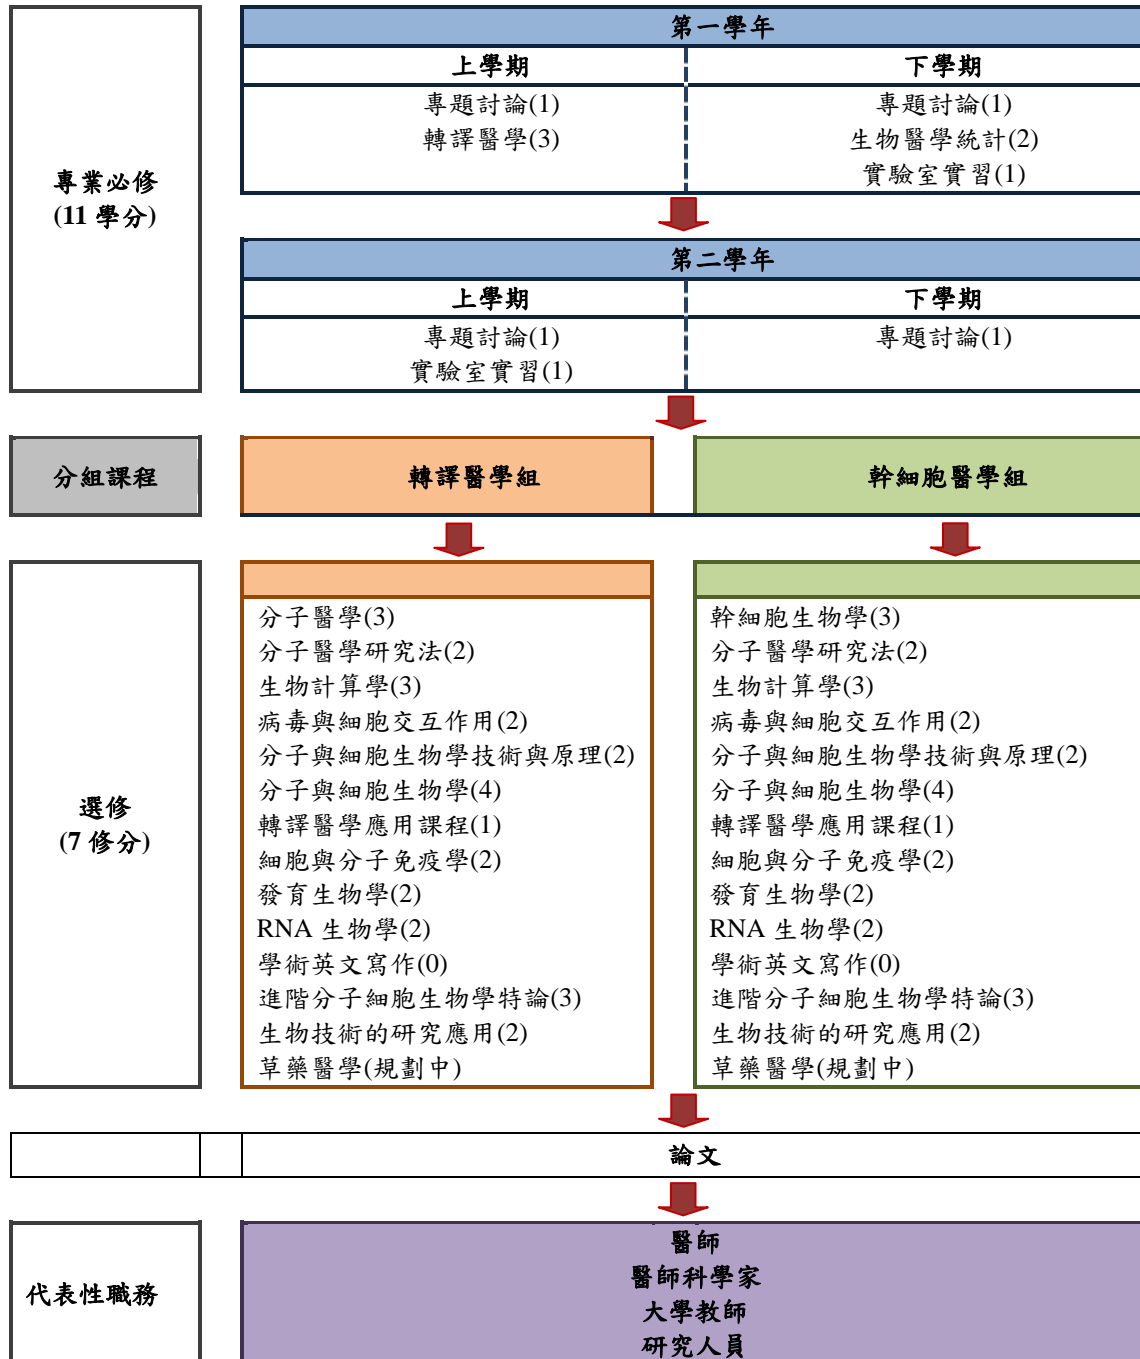 專業必修
(11 學分)
第一學年
上學期
下學期
專題討論(1)
轉譯醫學(3)
專題討論(1)
生物醫學統計(2)
實驗室實習(1)
第二學年
上學期
下學期
專題討論(1)
實驗室實習(1)
專題討論(1)
分組課程
轉譯醫學組
幹細胞醫學組
選修
(7 修分)
分子醫學(3)
分子醫學研究法(2)
生物計算學(3)
病毒與細胞交互作用(2)
分子與細胞生物學技術與原理(2)
分子與細胞生物學(4)
轉譯醫學應用課程(1)
細胞與分子免疫學(2)
發育生物學(2)
RNA 生物學(2)
學術英文寫作(0)
進階分子細胞生物學特論(3)
生物技術的研究應用(2)
草藥醫學(規劃中)
幹細胞生物學(3)
分子醫學研究法(2)
生物計算學(3)
病毒與細胞交互作用(2)
分子與細胞生物學技術與原理(2)
分子與細胞生物學(4)
轉譯醫學應用課程(1)
細胞與分子免疫學(2)
發育生物學(2)
RNA 生物學(2)
學術英文寫作(0)
進階分子細胞生物學特論(3)
生物技術的研究應用(2)
草藥醫學(規劃中)
論文
代表性職務
醫師
醫師科學家
大學教師
研究人員